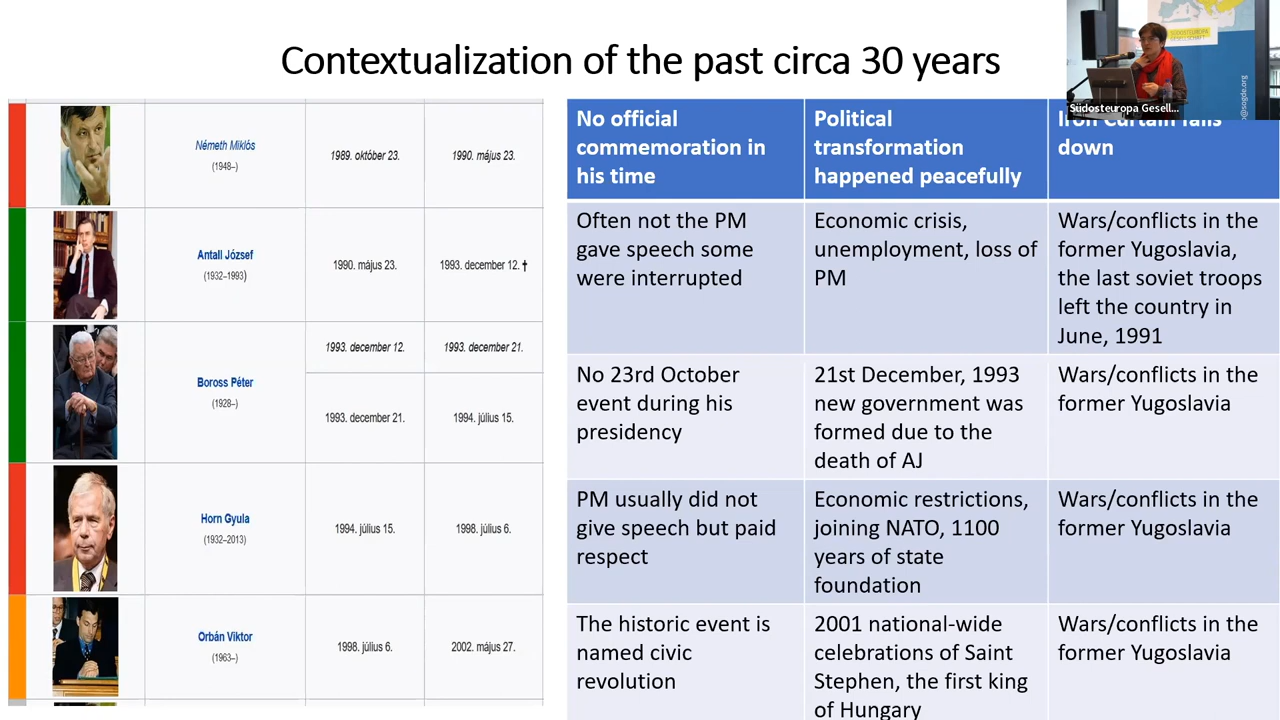 Contextualization of the past circa 30 years
SÜDOSTEUROPA
GESELLSCHAFT
Südosteuropa Gesell...
Németh Miklós
(1948–)
1989. október 23.
1990. május 23.
Antall József
(1932–1993)
1990. május 23.
1993. december 12. †
Boross Péter
(1928–)
1993. december 12.
1993. december 21.
1993. december 21.
1994. július 15.
Horn Gyula
(1932–2013)
1994. július 15.
1998. július 6.
Orbán Viktor
(1963–)
1998. július 6.
2002. május 27.
No official
commemoration in
his time
Political
transformation
happened peacefully
Iron Curtain falls
down
Often not the PM
gave speech some
were interrupted
Economic crisis,
unemployment, loss of
PM
Wars/conflicts in the
former Yugoslavia,
the last soviet troops
left the country in
June, 1991
No 23rd October
event during his
presidency
21st December, 1993
new government was
formed due to the
death of AJ
Wars/conflicts in the
former Yugoslavia
PM usually did not
give speech but paid
respect
Economic restrictions,
joining NATO, 1100
years of state
foundation
Wars/conflicts in the
former Yugoslavia
The historic event is
named civic
revolution
2001 national-wide
celebrations of Saint
Stephen, the first king
of Hungary
Wars/conflicts in the
former Yugoslavia